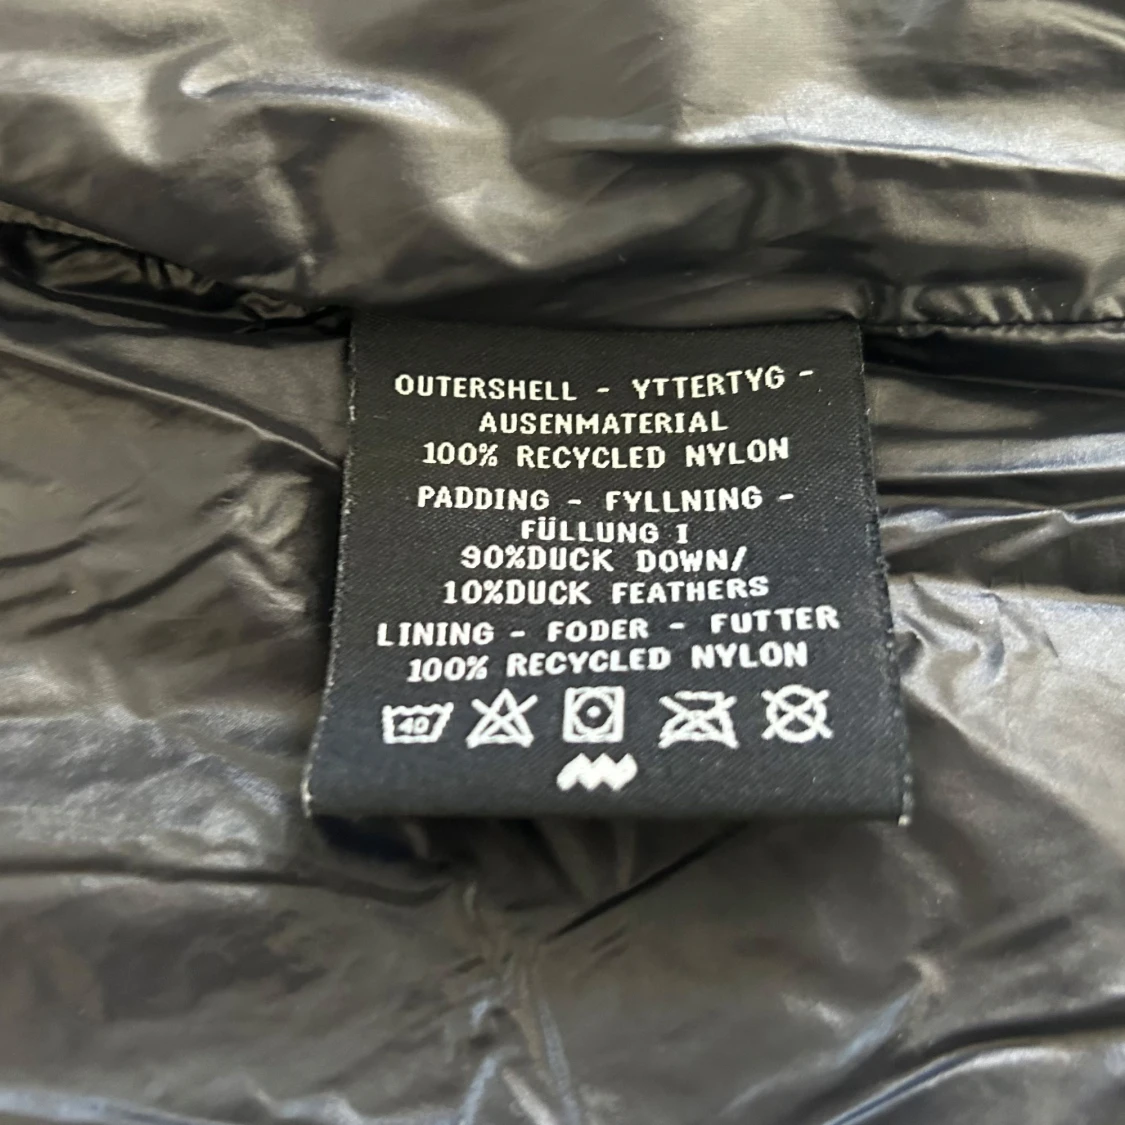 OUTERSHELL - YTTERTYG -
AUSENMATERIAL
100% RECYCLED NYLON
PADDING - FYLLNING -
FÜLLUNG I
90%DUCK DOWN/
10%DUCK FEATHERS
LINING - FODER - FUTTER
100% RECYCLED NYLON
40